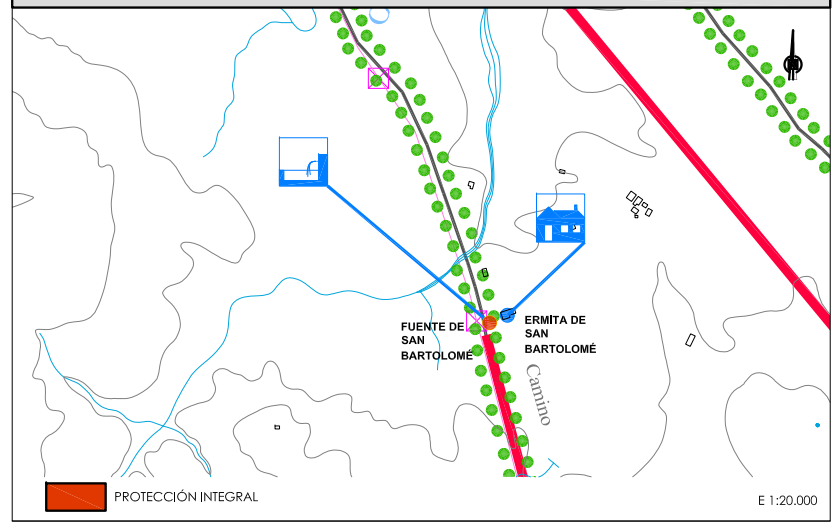 FUENTE DE
SAN
BARTOLOMÉ
ERMITA DE
SAN
BARTOLOMÉ
Camino
PROTECCIÓN INTEGRAL
E 1:20.000